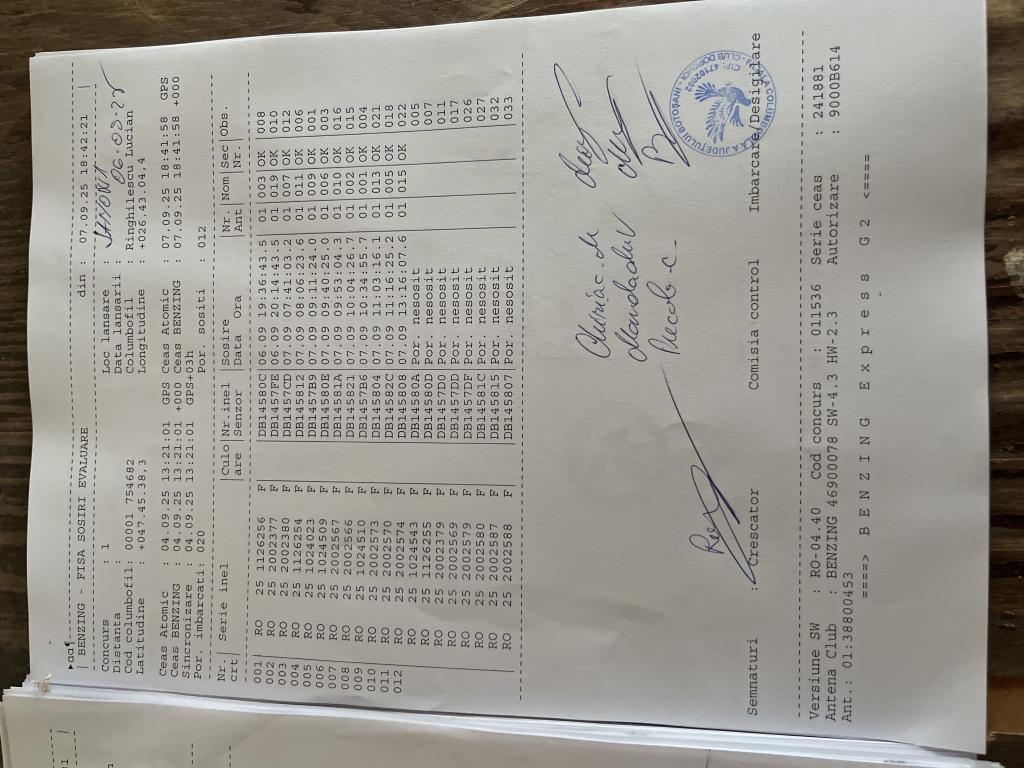 BENZING - FISA SOSIRI EVALUARE din : 07.09.25 18:42:21
Concurs : 1 Loc lansare : JANOWA
Distanta : Data lansarii : 06.09.25
Cod columbofil: 00001 754682 Columbofil : Ringhilescu Lucian
Latitudine : +047.45.38,3 Longitudine : +026.43.04,4
Ceas Atomic : 04.09.25 13:21:01 GPS Ceas Atomic : 07.09.25 18:41:58 GPS
Ceas BENZING : 04.09.25 13:21:01 +000 Ceas BENZING : 07.09.25 18:41:58 +000
Sincronizare : 04.09.25 13:21:01 GPS+03h
Por. imbarcati: 020 Por. sositi : 012
Nr. | Serie inel |Culo|Nr.inel |Sosire |Nr. |Nom |Sec |Obs.
crt| |are |Senzor |Data Ora |Ant | |Nr.|
001| RO 25 1126256 F |DB14580C|06.09 19:36:43.5|01 |003 |OK |008
002| RO 25 2002377 F |DB1457FE|06.09 20:14:43.5|01 |019 |OK |010
003| RO 25 2002380 F |DB1457CD|07.09 07:41:03.2|01 |007 |OK |012
004| RO 25 1126254 F |DB145812|07.09 08:06:23.6|01 |011 |OK |006
005| RO 25 1024023 F |DB1457B9|07.09 09:11:24.0|01 |009 |OK |001
006| RO 25 1024509 F |DB14580E|07.09 09:40:25.0|01 |006 |OK |003
007| RO 25 2002567 F |DB14581A|07.09 09:53:04.3|01 |010 |OK |016
008| RO 25 2002566 F |DB145821|07.09 10:04:26.7|01 |002 |OK |015
009| RO 25 1024510 F |DB1457B6|07.09 10:34:55.7|01 |001 |OK |004
010| RO 25 2002573 F |DB145804|07.09 11:03:16.1|01 |013 |OK |021
011| RO 25 2002570 F |DB14582C|07.09 11:16:25.2|01 |005 |OK |018
012| RO 25 2002574 F |DB145808|07.09 13:16:07.6|01 |015 |OK |022
RO 25 1024543 F |DB14580A|Por. nesosit |005
RO 25 1126255 F |DB14580D|Por. nesosit |007
RO 25 2002379 F |DB1457D0|Por. nesosit |011
RO 25 2002569 F |DB1457DD|Por. nesosit |017
RO 25 2002579 F |DB1457DF|Por. nesosit |026
RO 25 2002580 F |DB14581C|Por. nesosit |027
RO 25 2002587 F |DB145815|Por. nesosit |032
RO 25 2002588 F |DB145807|Por. nesosit |033
CIF: 47102002
Semnaturi :Crescator Comisia control Imbarcare/Desigilare
Versiune SW : RO-04.40 Cod concurs : 011536 Serie ceas : 241881
Antena Club : BENZING 46900078 SW-4.3 HW-2.3 Autorizare : 9000B614
Ant.: 01:38800453
====> B E N Z I N G E x p r e s s G 2 <====